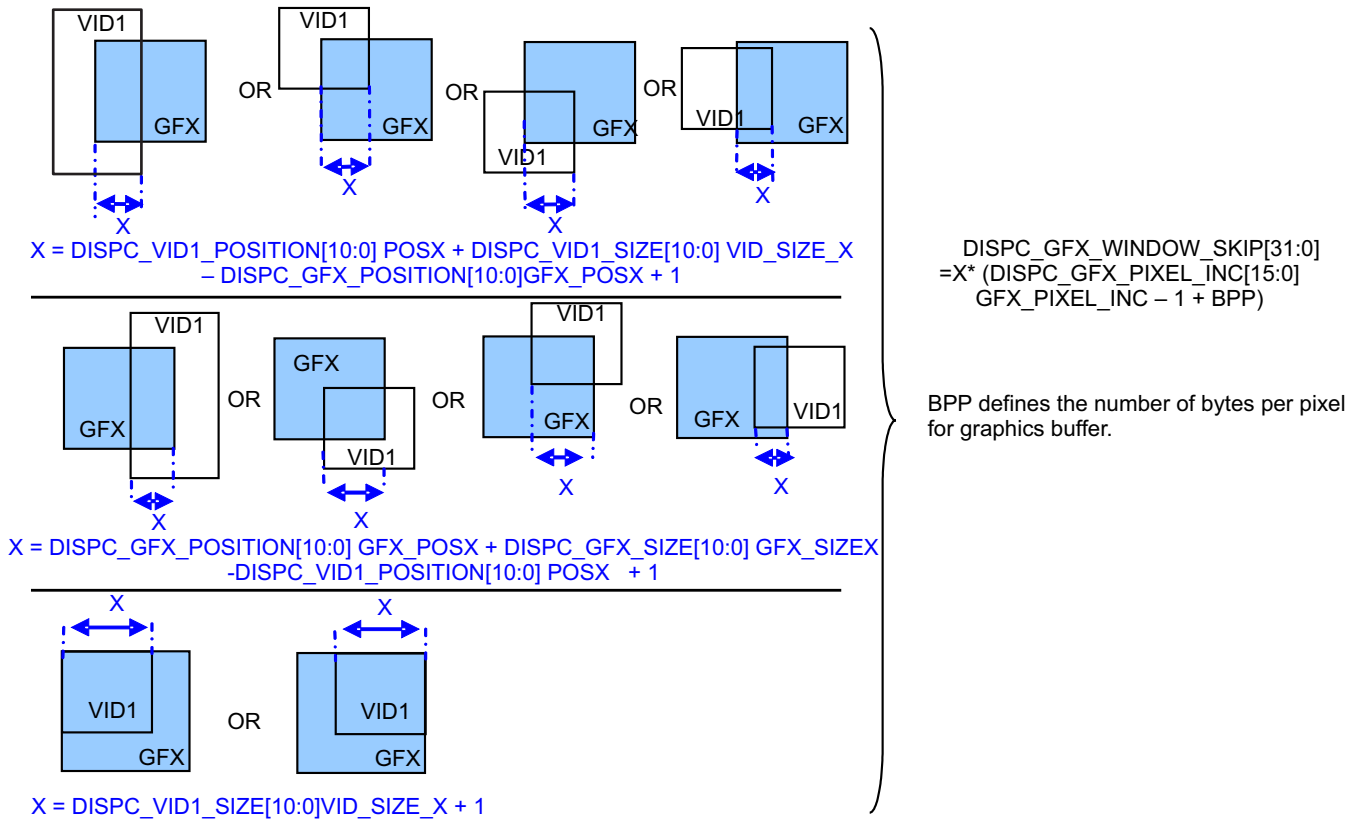 VID1
GFX
X
OR
VID1
GFX
X
OR
GFX
VID1
X
OR
VID1
GFX
X
X = DISPC_VID1_POSITION[10:0] POSX + DISPC_VID1_SIZE[10:0] VID_SIZE_X
– DISPC_GFX_POSITION[10:0]GFX_POSX + 1
VID1
GFX
X
OR
GFX
VID1
X
OR
VID1
GFX
X
OR
GFX
VID1
X
X = DISPC_GFX_POSITION[10:0] GFX_POSX + DISPC_GFX_SIZE[10:0] GFX_SIZEX
-DISPC_VID1_POSITION[10:0] POSX + 1
X
VID1
GFX
OR
X
VID1
GFX
X = DISPC_VID1_SIZE[10:0]VID_SIZE_X + 1
DISPC_GFX_WINDOW_SKIP[31:0]
=X* (DISPC_GFX_PIXEL_INC[15:0]
GFX_PIXEL_INC – 1 + BPP)
BPP defines the number of bytes per pixel
for graphics buffer.